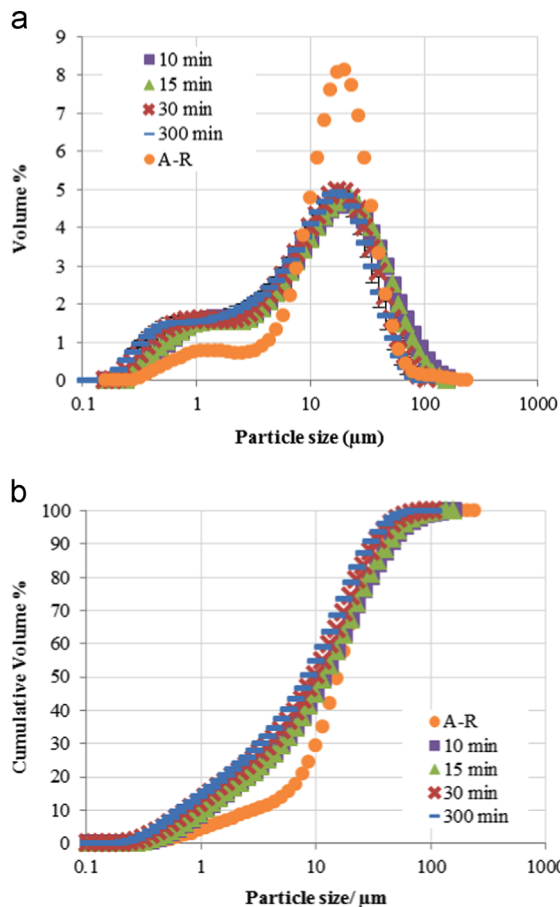 a
9
8
7
6
5
4
3
2
1
0
Volume %
10 min
15 min
30 min
300 min
A-R
0.1 1 10 100 1000
Particle size (µm)
b
100
90
80
70
60
50
40
30
20
10
0
Cumulative Volume %
A-R
10 min
15 min
30 min
300 min
0.1 1 10 100 1000
Particle size/ µm